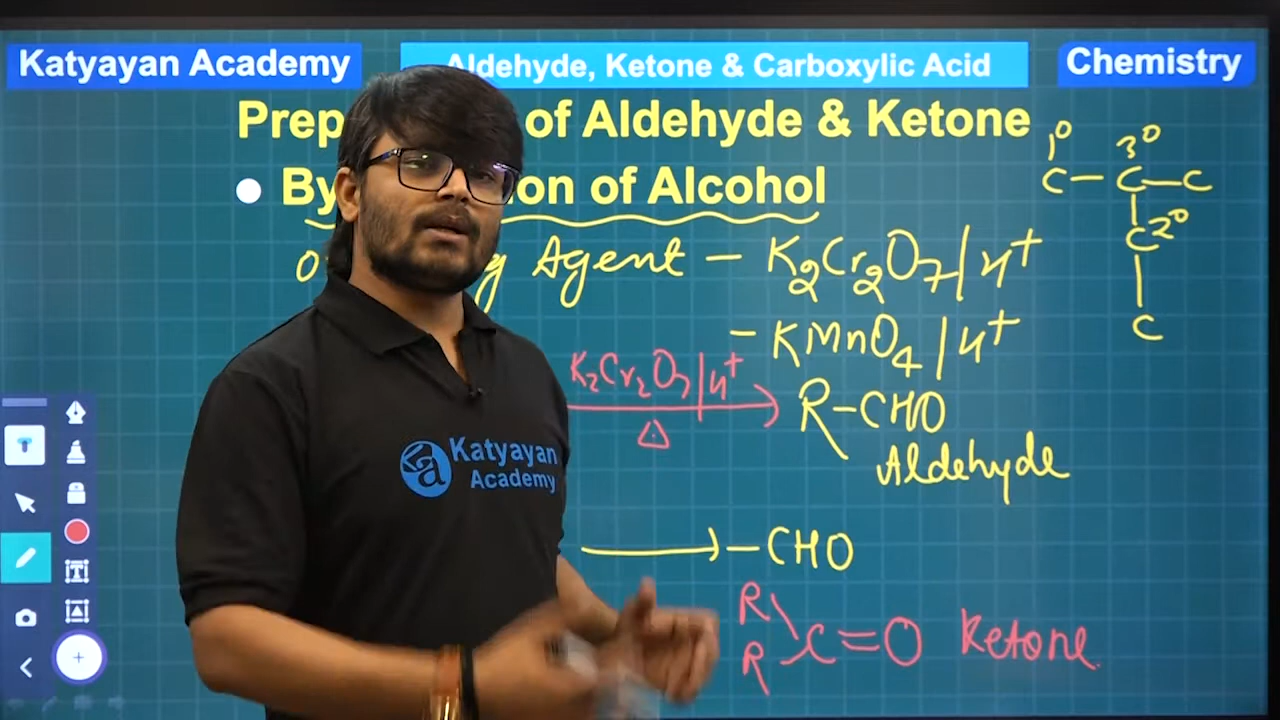 Katyayan Academy
Aldehyde, Ketone & Carboxylic Acid
Chemistry
Prep of Aldehyde & Ketone
By on of Alcohol
O g Agent - K2Cr2O7/H+
- KMnO4/H+
1° 3°
C-C-C
C2°
C
K2Cr2O7/H+
Δ
R-CHO
Aldehyde
-CHO
R
C=O Ketone
R
Katyayan
Academy